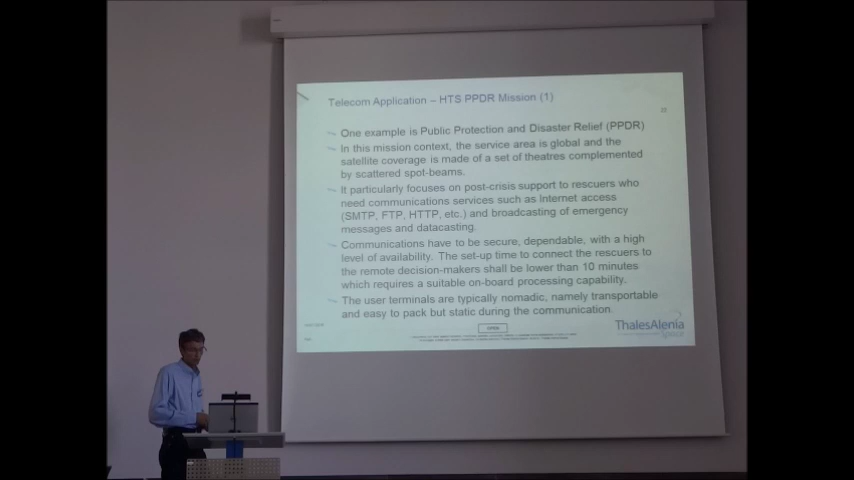 Telecom Application – HTS PPDR Mission (1)
One example is Public Protection and Disaster Relief (PPDR)
In this mission context, the service area is global and the
satellite coverage is made of a set of theatres complemented
by scattered spot-beams.
It particularly focuses on post-crisis support to rescuers who
need communications services such as Internet access
(SMTP, FTP, HTTP, etc.) and broadcasting of emergency
messages and datacasting.
Communications have to be secure, dependable, with a high
level of availability. The set-up time to connect the rescuers to
the remote decision-makers shall be lower than 10 minutes
which requires a suitable on-board processing capability.
The user terminals are typically nomadic, namely transportable
and easy to pack but static during the communication.
OPEN
ThalesAlenia
Space